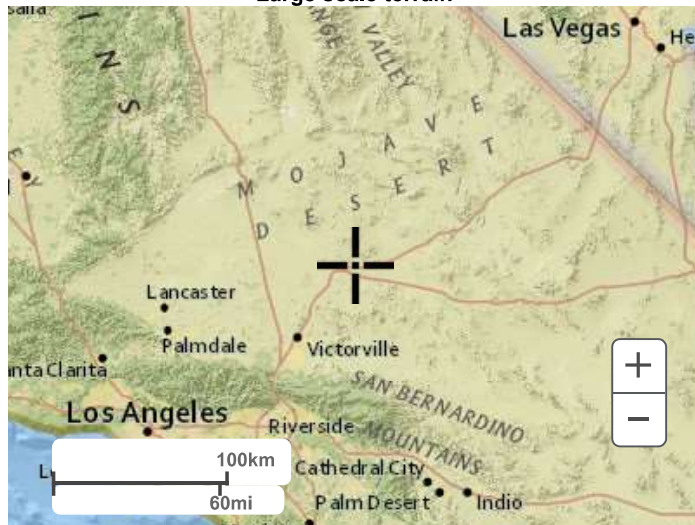 Large scale terrain
Las Vegas
He
VALLEY
MOJAVE
DESERT
Lancaster
Palmdale
Victorville
nta Clarita
SAN BERNARDINO
MOUNTAINS
Los Angeles
Riverside
Cathedral City
Palm Desert
Indio
100km
60mi
+
−